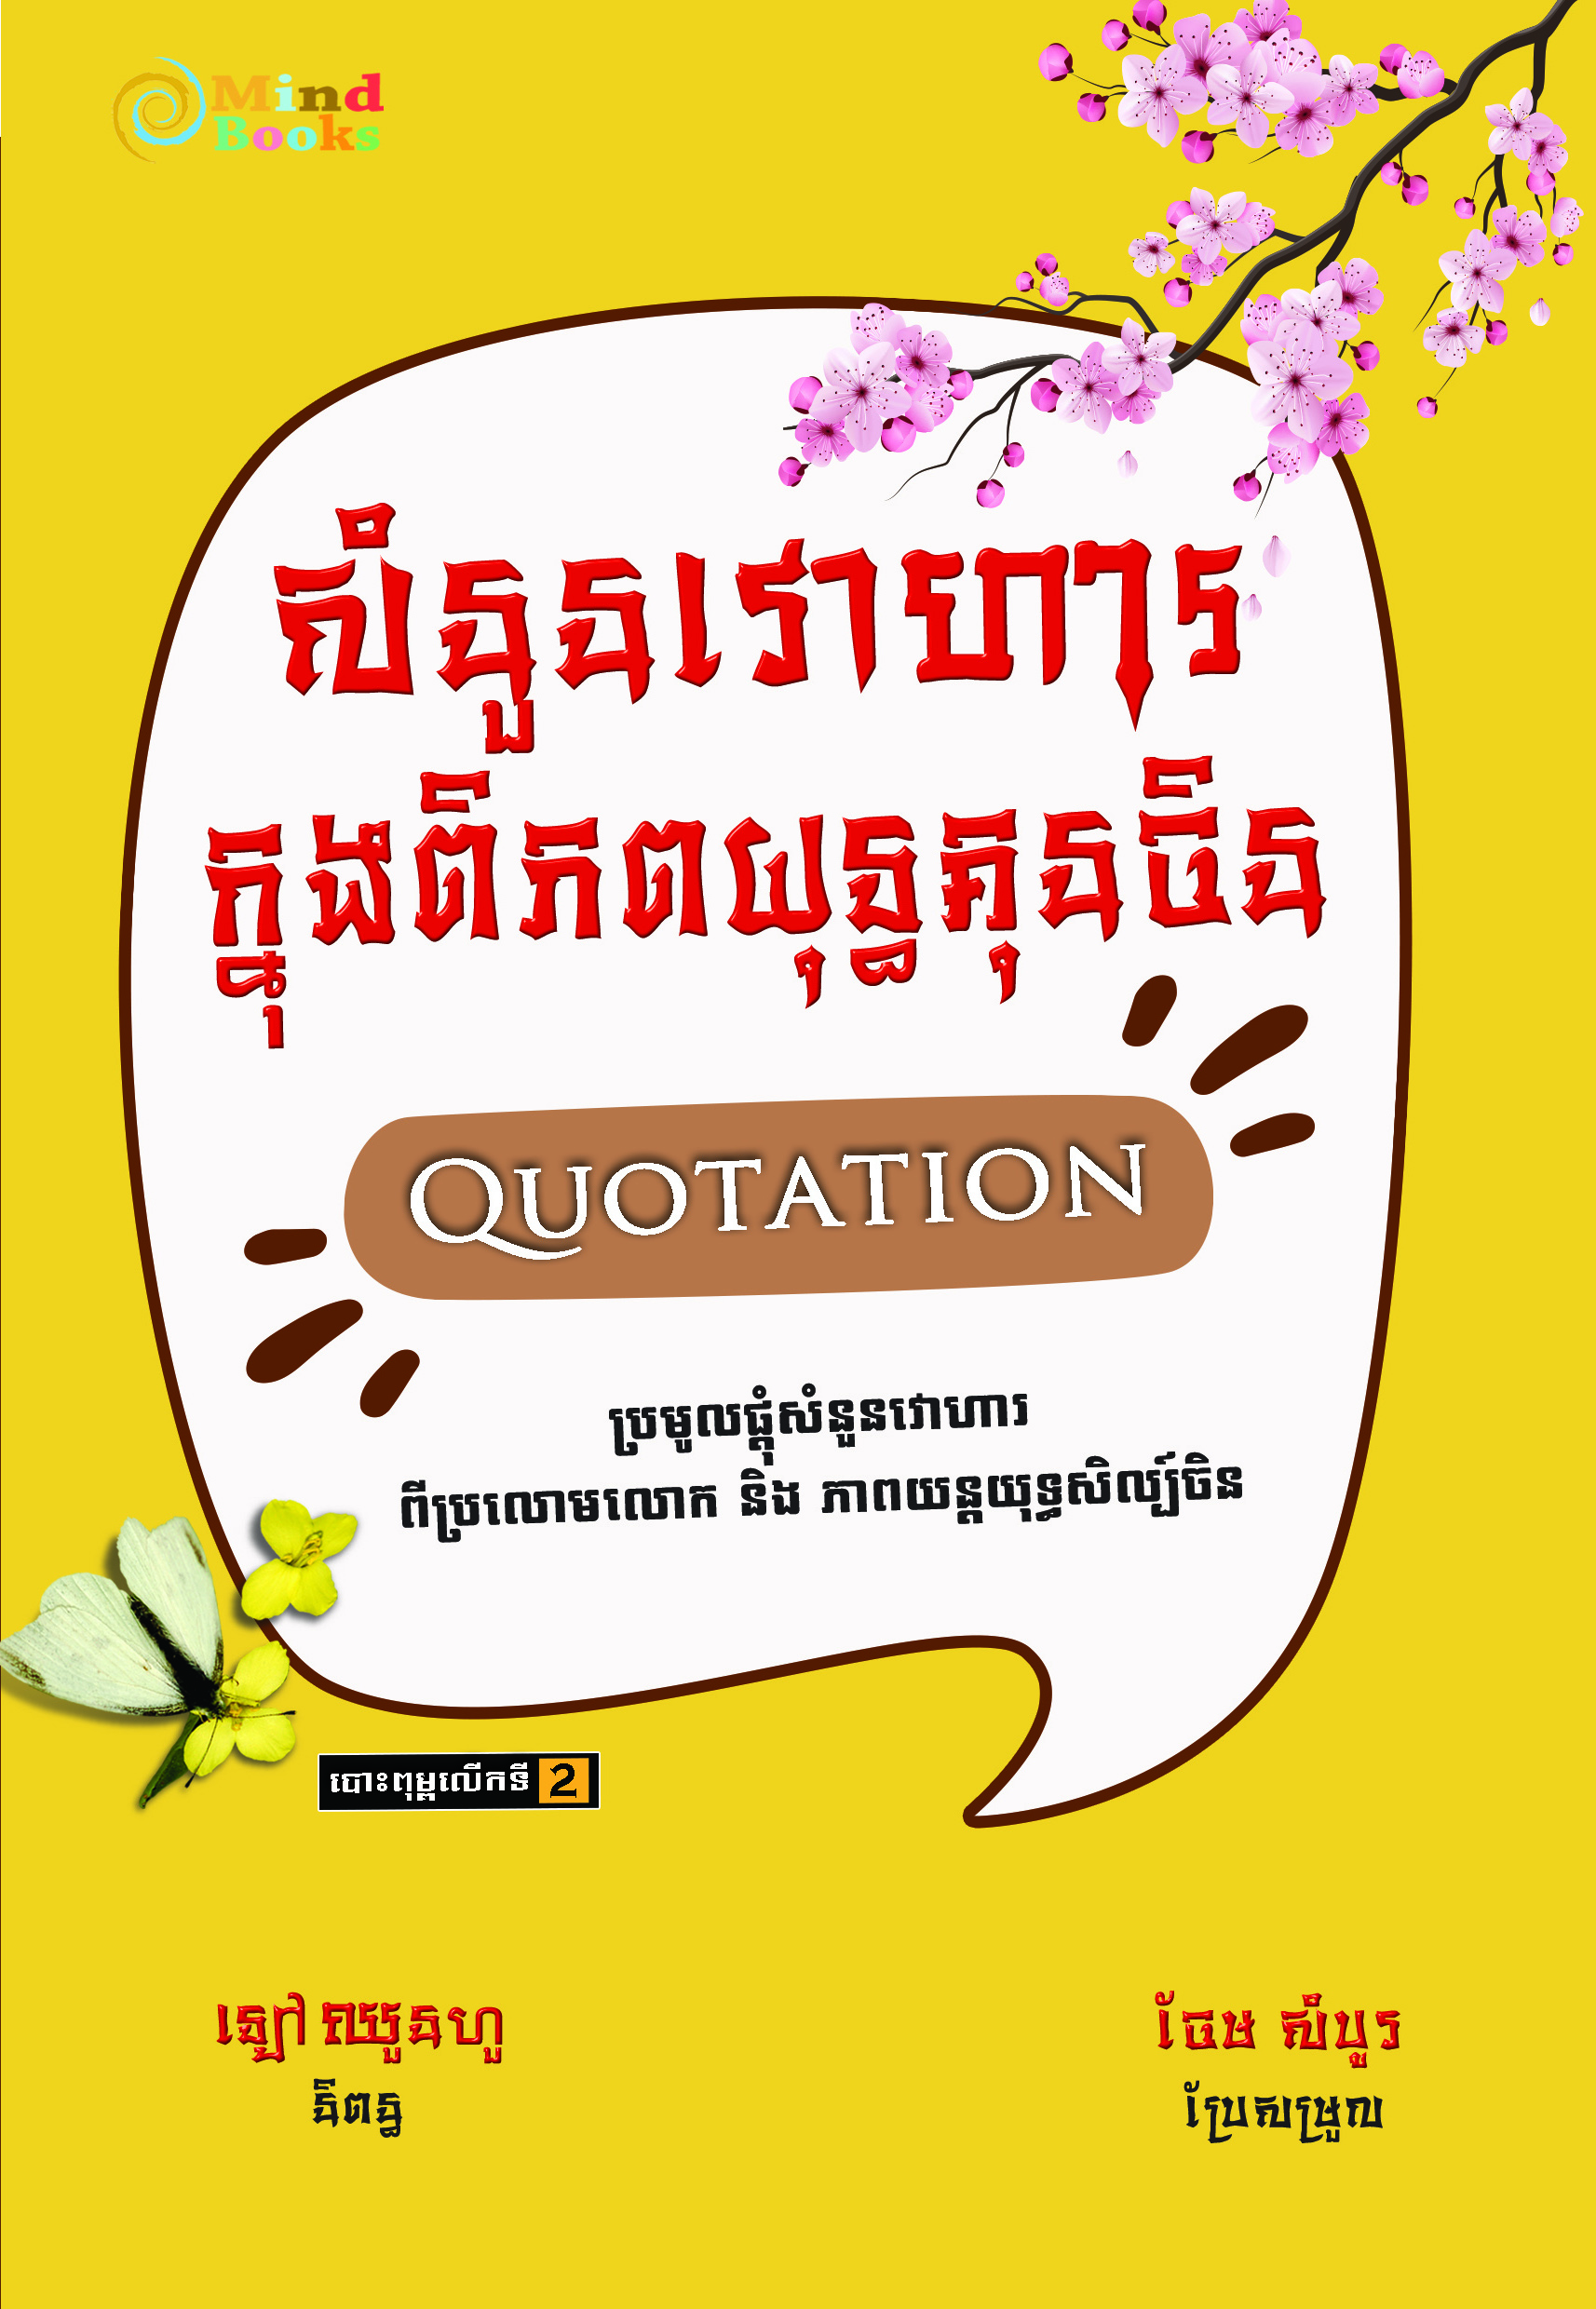 Mind
Books
សំនួនវោហារ
ក្នុងពិភពយុទ្ធគុនចិន
QUOTATION
ប្រមូលផ្ដុំសំនួនវោហារ
ពីប្រលោមលោក និង ភាពយន្តយុទ្ធសិល្ប៍ចិន
បោះពុម្ពលើកទី 2
ង៉ៅ ឈួនហួ
និពន្ធ
ចែម សំបូរ
ប្រែសម្រួល